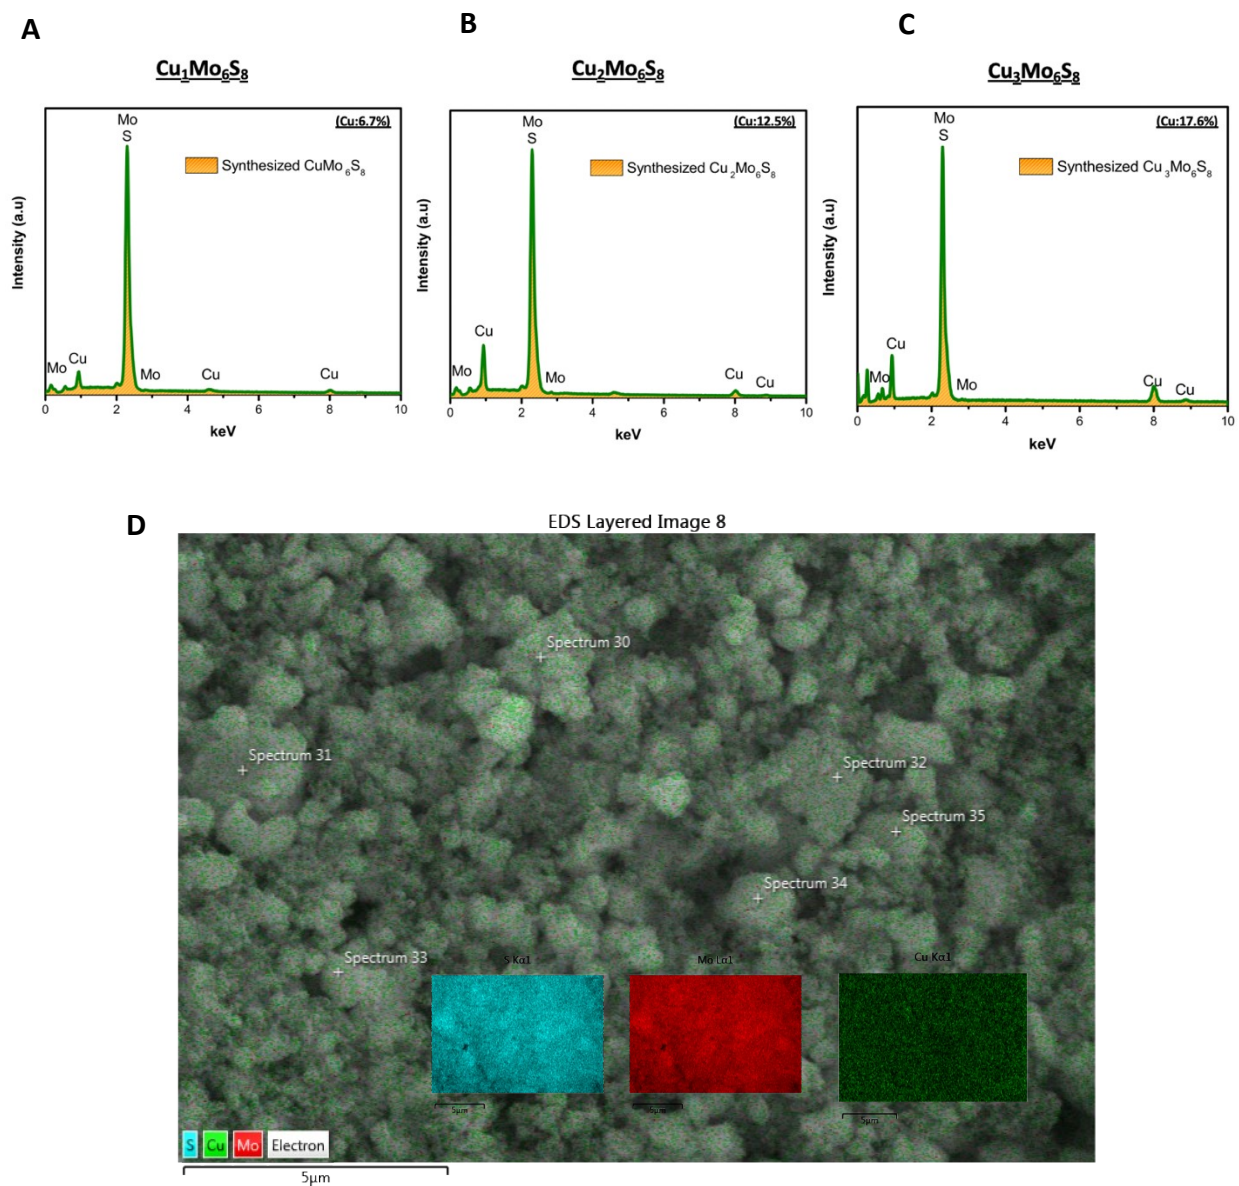 A
B
C
Cu₁Mo₆S₈
Cu₂Mo₆S₈
Cu₃Mo₆S₈
(Cu:6.7%)
Mo
S
Synthesized CuMo₆S₈
Intensity (a.u)
Mo
Cu
Mo
Cu
Cu
0 2 4 6 8 10
keV
(Cu:12.5%)
Mo
S
Synthesized Cu₂Mo₆S₈
Intensity (a.u)
Cu
Mo
Mo
Cu
Cu
0 2 4 6 8 10
keV
(Cu:17.6%)
Mo
S
Synthesized Cu₃Mo₆S₈
Intensity (a.u)
Cu
Mo
Mo
Cu
Cu
0 2 4 6 8 10
keV
D
EDS Layered Image 8
Spectrum 30
Spectrum 31
Spectrum 32
Spectrum 35
Spectrum 34
Spectrum 33
S Kα1
Mo Lα1
Cu Kα1
5μm
5μm
5μm
S Cu Mo Electron
5μm